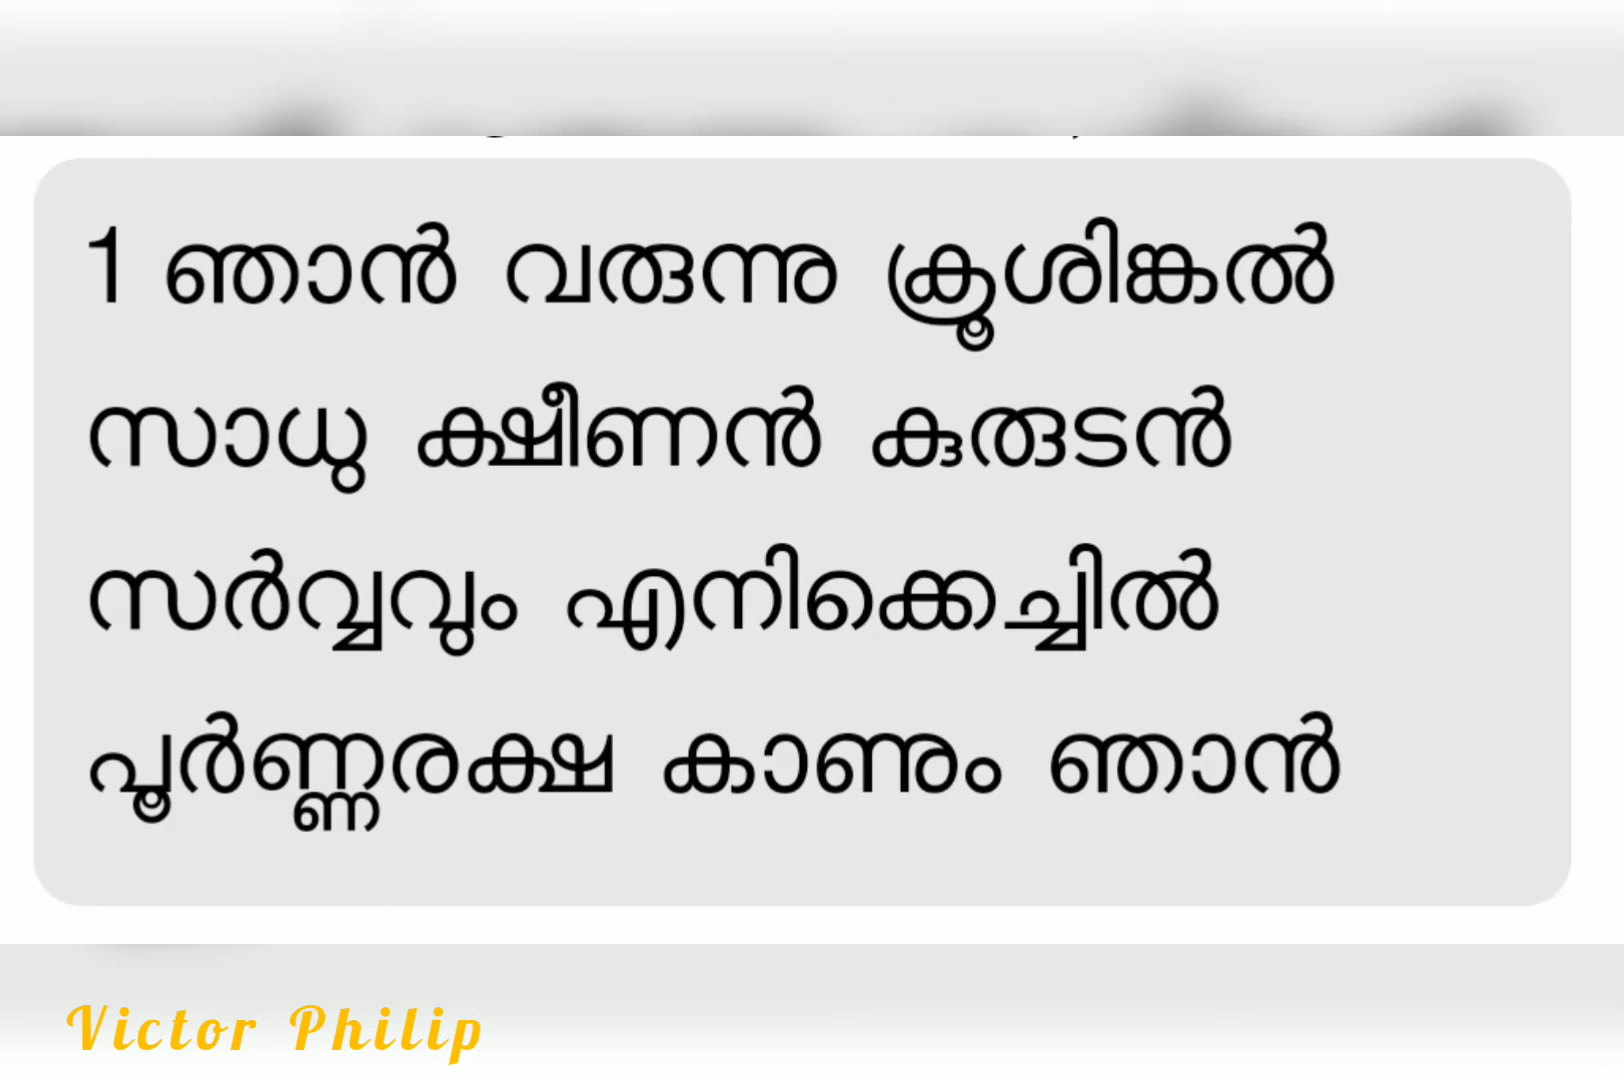 1 ഞാൻ വരുന്നു ക്രൂശിങ്കൽ
സാധു ക്ഷീണൻ കുരുടൻ
സർവ്വവും എനിക്കെച്ചിൽ
പൂർണ്ണരക്ഷ കാണും ഞാൻ
Victor Philip